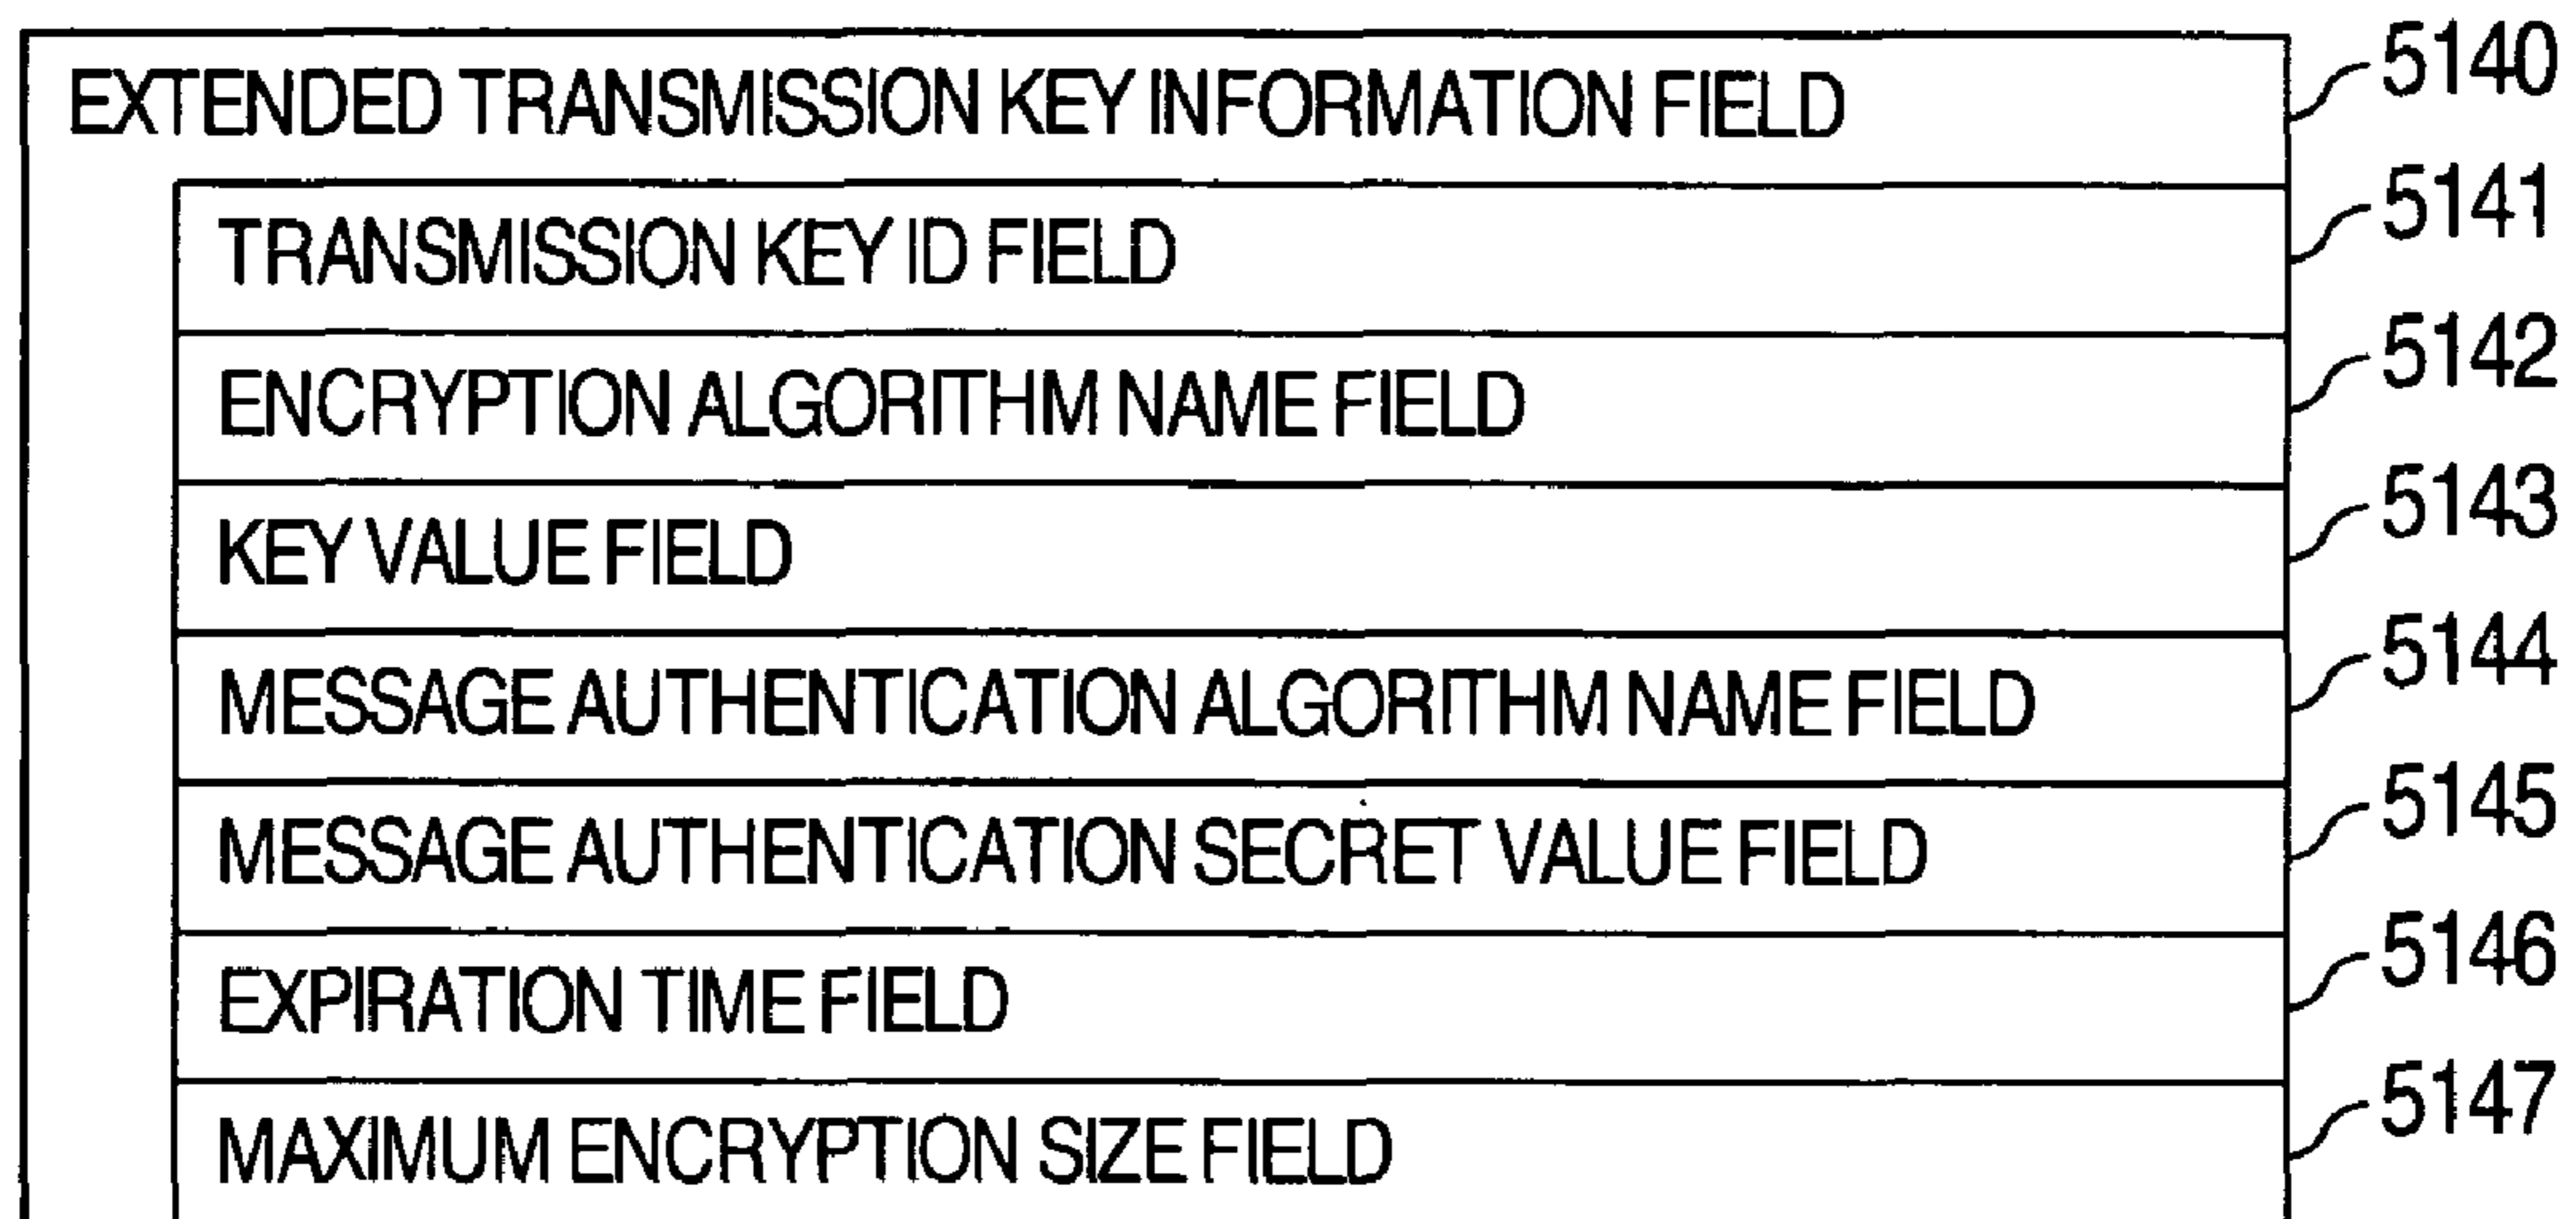 EXTENDED TRANSMISSION KEY INFORMATION FIELD 5140
TRANSMISSION KEY ID FIELD 5141
ENCRYPTION ALGORITHM NAME FIELD 5142
KEY VALUE FIELD 5143
MESSAGE AUTHENTICATION ALGORITHM NAME FIELD 5144
MESSAGE AUTHENTICATION SECRET VALUE FIELD 5145
EXPIRATION TIME FIELD 5146
MAXIMUM ENCRYPTION SIZE FIELD 5147